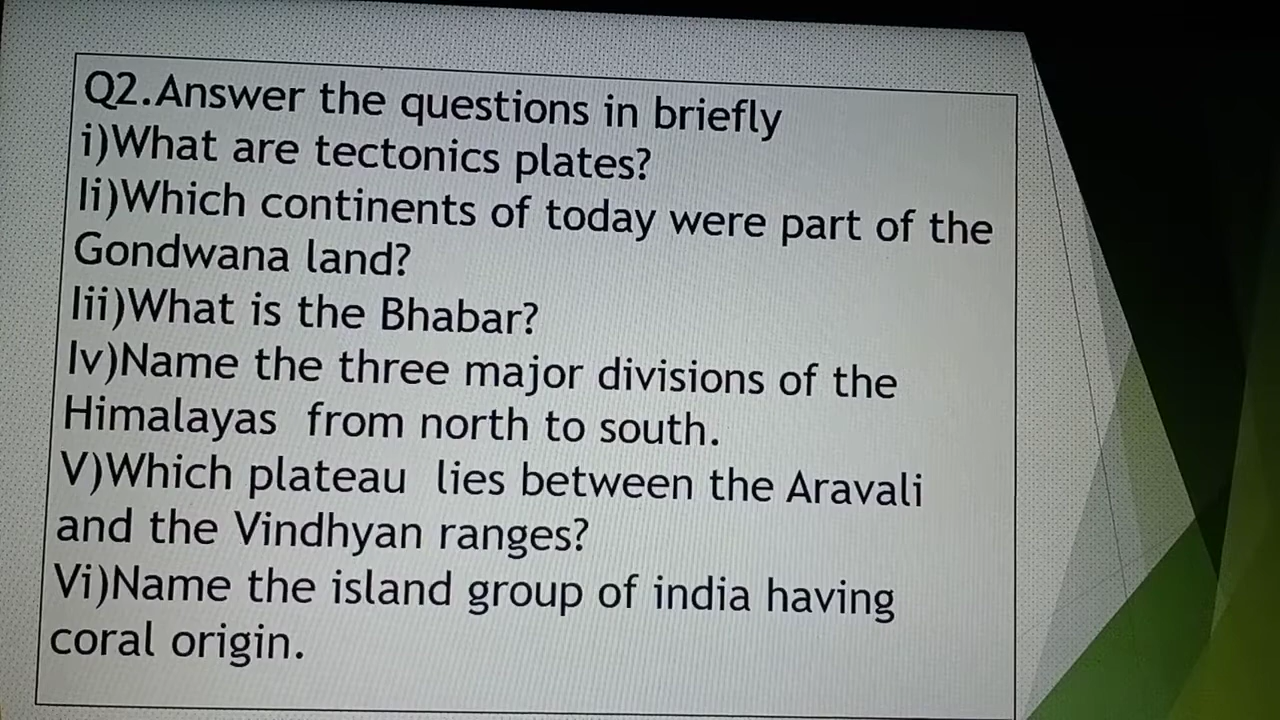 Q2.Answer the questions in briefly
i)What are tectonics plates?
Ii)Which continents of today were part of the
Gondwana land?
Iii)What is the Bhabar?
Iv)Name the three major divisions of the
Himalayas from north to south.
V)Which plateau lies between the Aravali
and the Vindhyan ranges?
Vi)Name the island group of india having
coral origin.